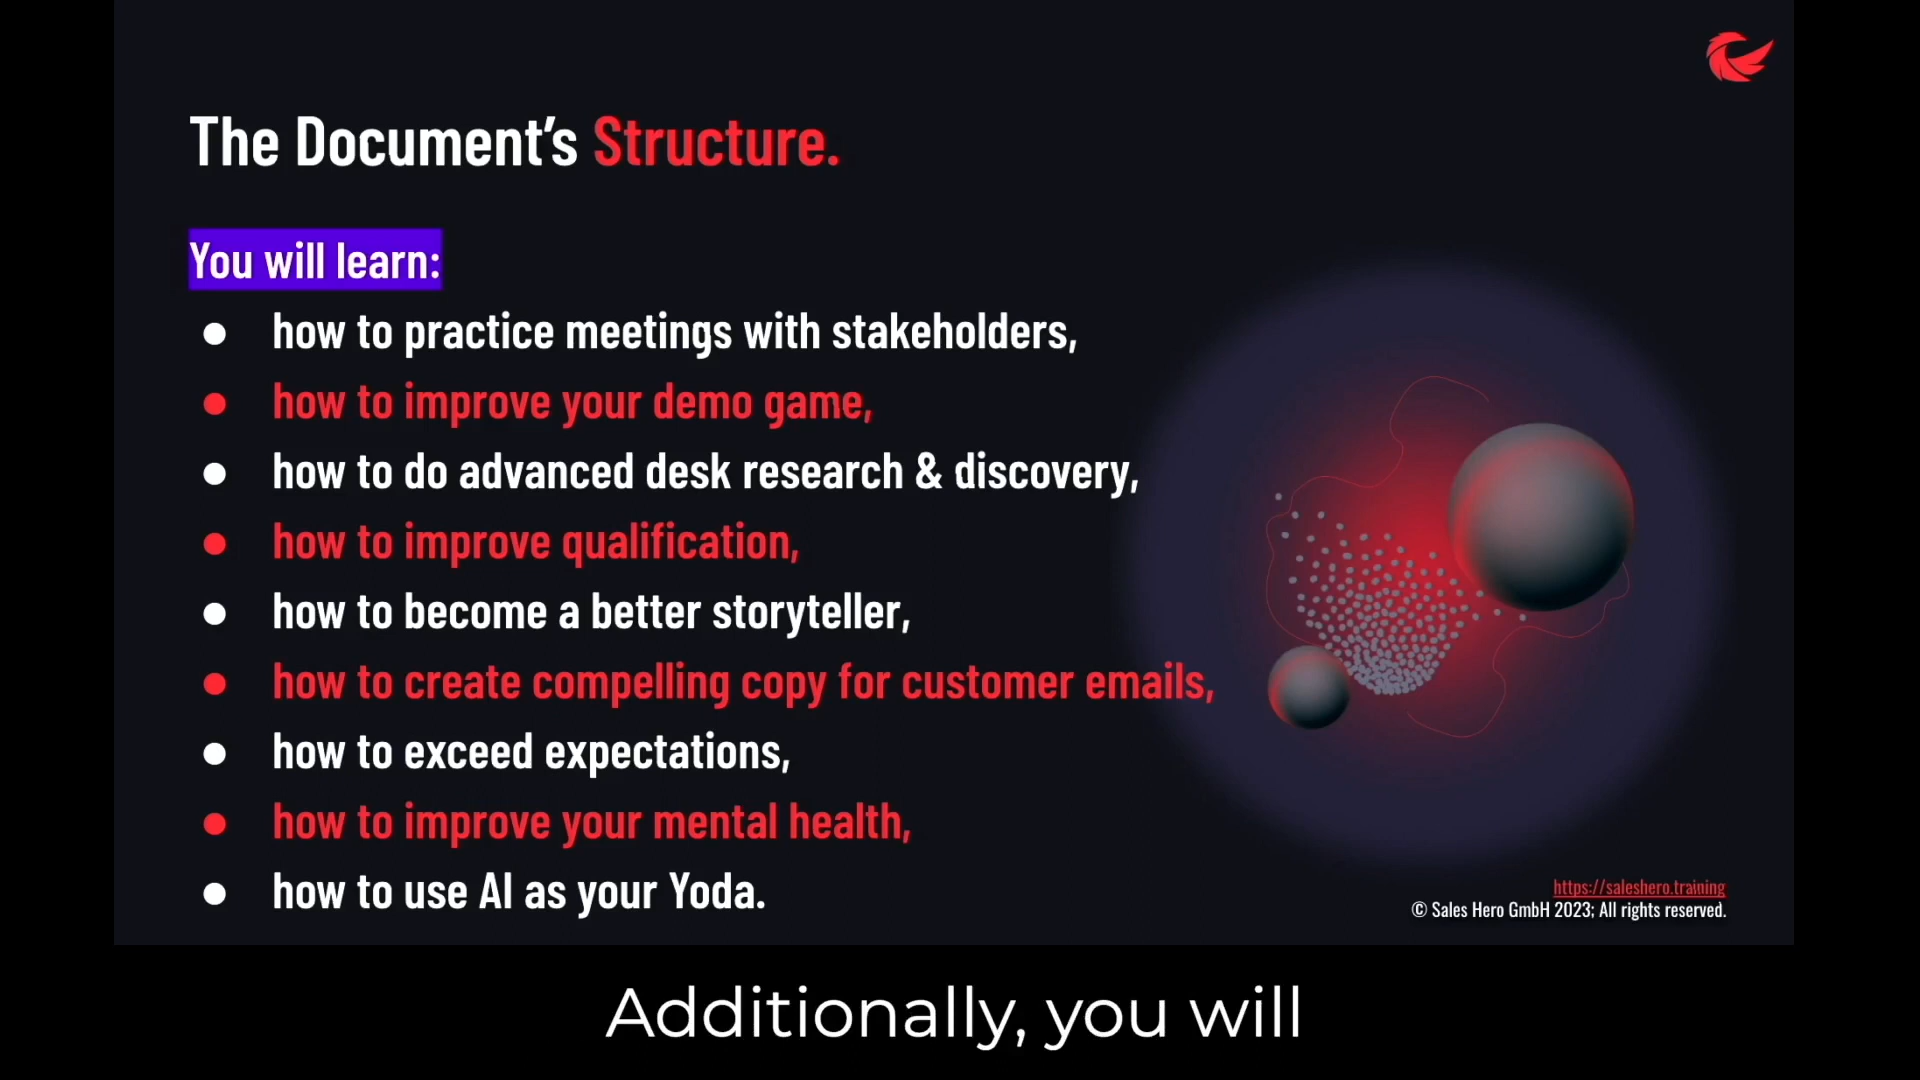 The Document's Structure.
You will learn:
● how to practice meetings with stakeholders,
● how to improve your demo game,
● how to do advanced desk research & discovery,
● how to improve qualification,
● how to become a better storyteller,
● how to create compelling copy for customer emails,
● how to exceed expectations,
● how to improve your mental health,
● how to use AI as your Yoda.
https://saleshero.training
© Sales Hero GmbH 2023; All rights reserved.
Additionally, you will